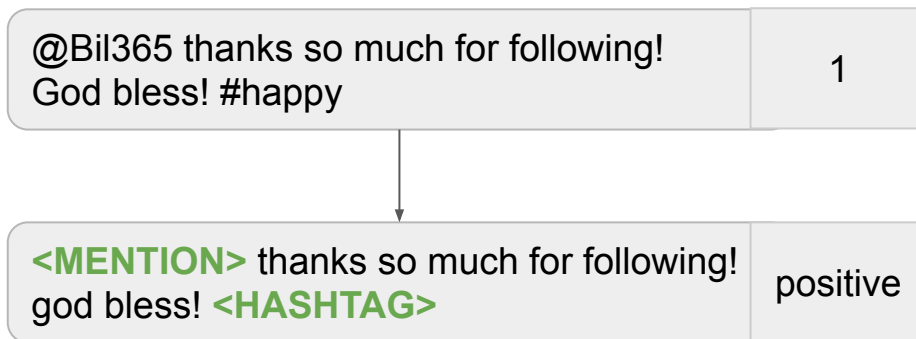 @Bil365 thanks so much for following!
God bless! #happy
1
<MENTION> thanks so much for following!
god bless! <HASHTAG>
positive